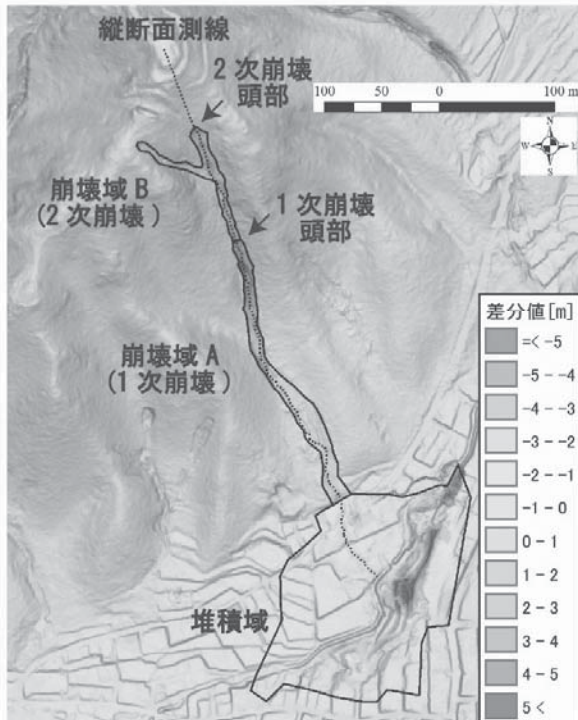 縦断面測線
2次崩壊
頭部
100 50 0 100 m
N
W E
S
崩壊域B
(2次崩壊)
1次崩壊
頭部
崩壊域A
(1次崩壊)
差分値[m]
=< -5
-5 - -4
-4 - -3
-3 - -2
-2 - -1
-1 - 0
0 - 1
1 - 2
2 - 3
3 - 4
4 - 5
5 <
堆積域